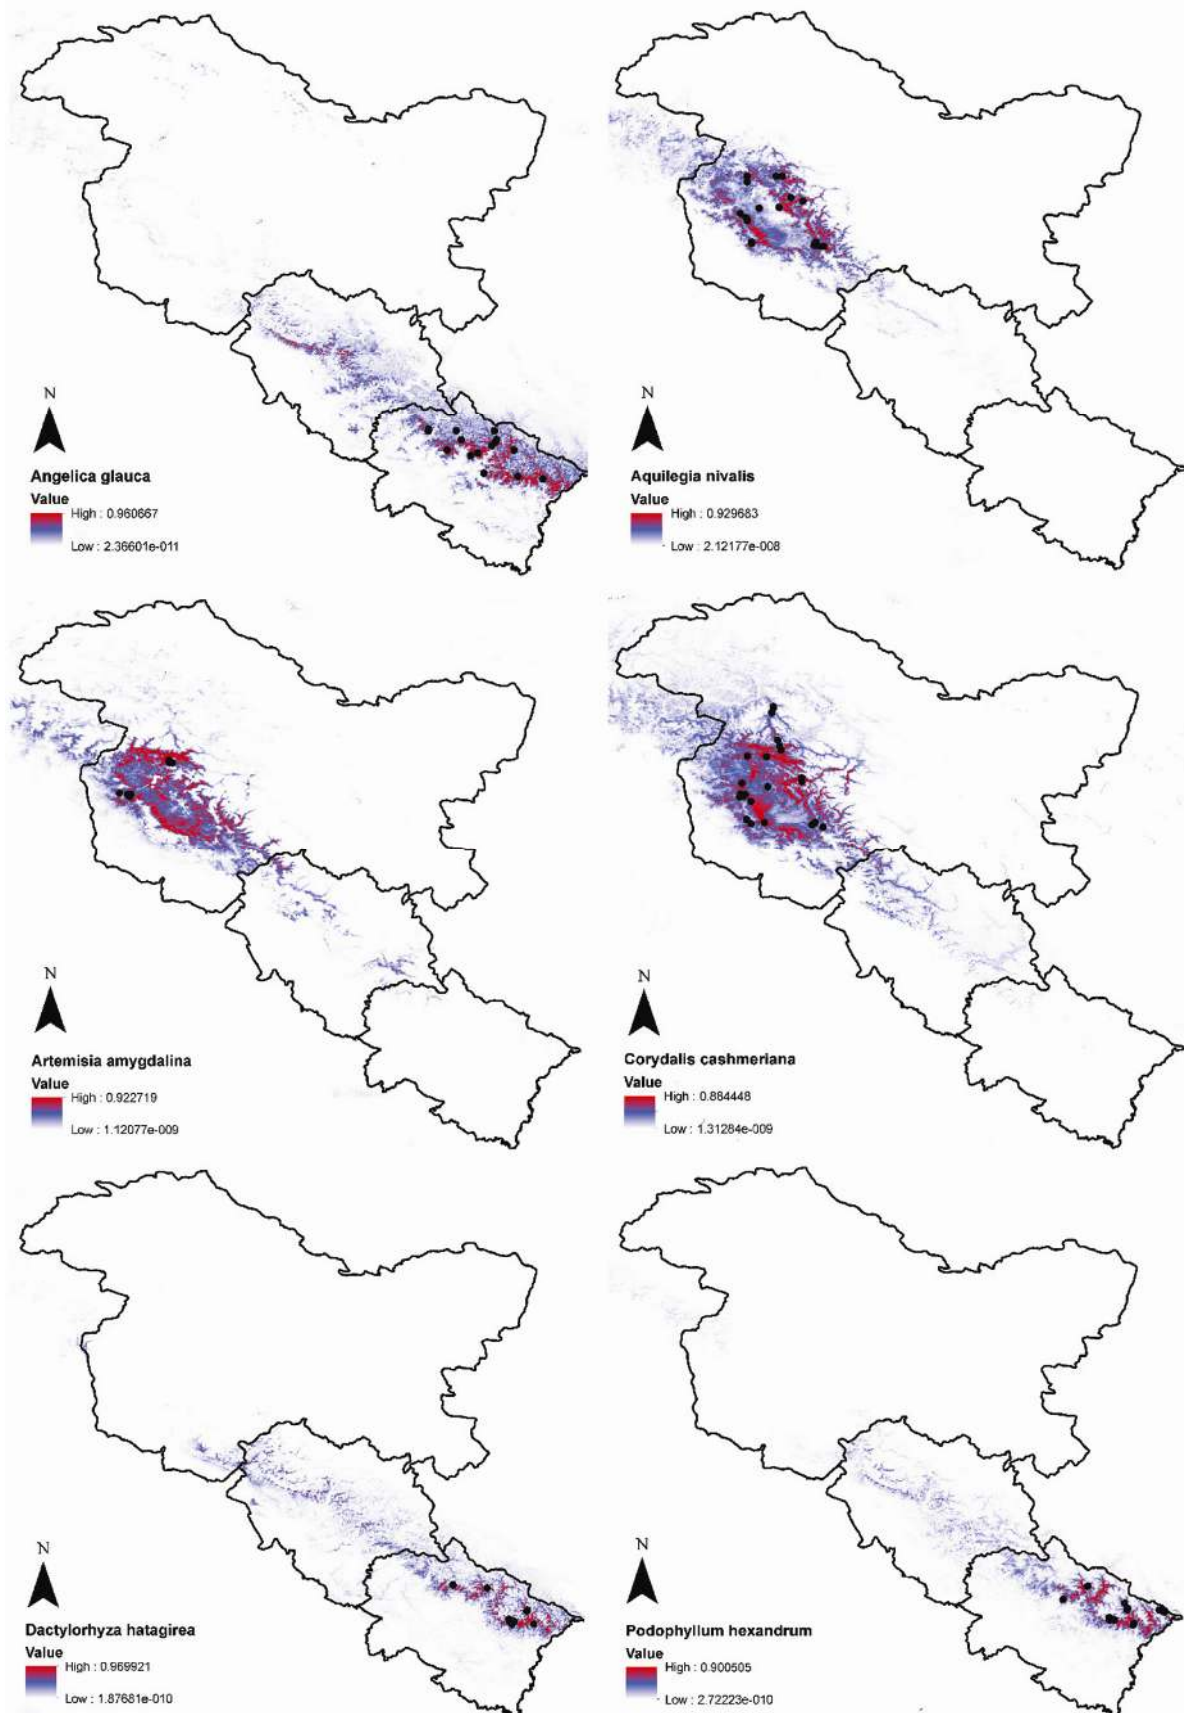 N
Angelica glauca
Value
High : 0.960667
Low : 2.36601e-011
N
Aquilegia nivalis
Value
High : 0.929683
Low : 2.12177e-008
N
Artemisia amygdalina
Value
High : 0.922719
Low : 1.12077e-009
N
Corydalis cashmeriana
Value
High : 0.884448
Low : 1.31284e-009
N
Dactylorhyza hatagirea
Value
High : 0.969921
Low : 1.87681e-010
N
Podophyllum hexandrum
Value
High : 0.900505
Low : 2.72223e-010